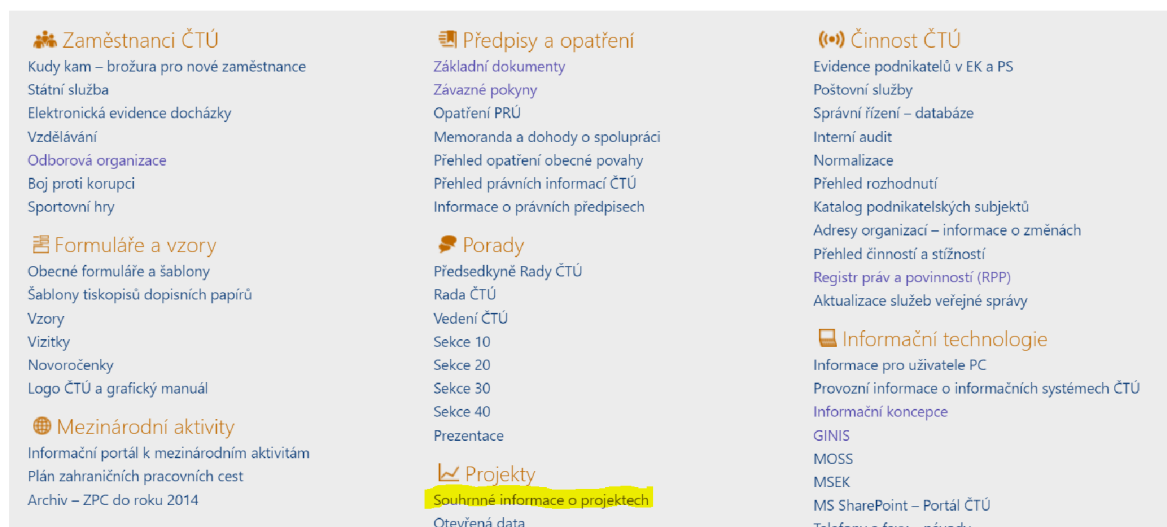 Zaměstnanci ČTÚ
Kudy kam – brožura pro nové zaměstnance
Státní služba
Elektronická evidence docházky
Vzdělávání
Odborová organizace
Boj proti korupci
Sportovní hry
Formuláře a vzory
Obecné formuláře a šablony
Šablony tiskopisů dopisních papírů
Vzory
Vizitky
Novoročenky
Logo ČTÚ a grafický manuál
Mezinárodní aktivity
Informační portál k mezinárodním aktivitám
Plán zahraničních pracovních cest
Archiv – ZPC do roku 2014
Předpisy a opatření
Základní dokumenty
Závazné pokyny
Opatření PRÚ
Memoranda a dohody o spolupráci
Přehled opatření obecné povahy
Přehled právních informací ČTÚ
Informace o právních předpisech
Porady
Předsedkyně Rady ČTÚ
Rada ČTÚ
Vedení ČTÚ
Sekce 10
Sekce 20
Sekce 30
Sekce 40
Prezentace
Projekty
Souhrnné informace o projektech
Otevřená data
Činnost ČTÚ
Evidence podnikatelů v EK a PS
Poštovní služby
Správní řízení – databáze
Interní audit
Normalizace
Přehled rozhodnutí
Katalog podnikatelských subjektů
Adresy organizací – informace o změnách
Přehled činností a stížností
Registr práv a povinností (RPP)
Aktualizace služeb veřejné správy
Informační technologie
Informace pro uživatele PC
Provozní informace o informačních systémech ČTÚ
Informační koncepce
GINIS
MOSS
MSEK
MS SharePoint – Portál ČTÚ